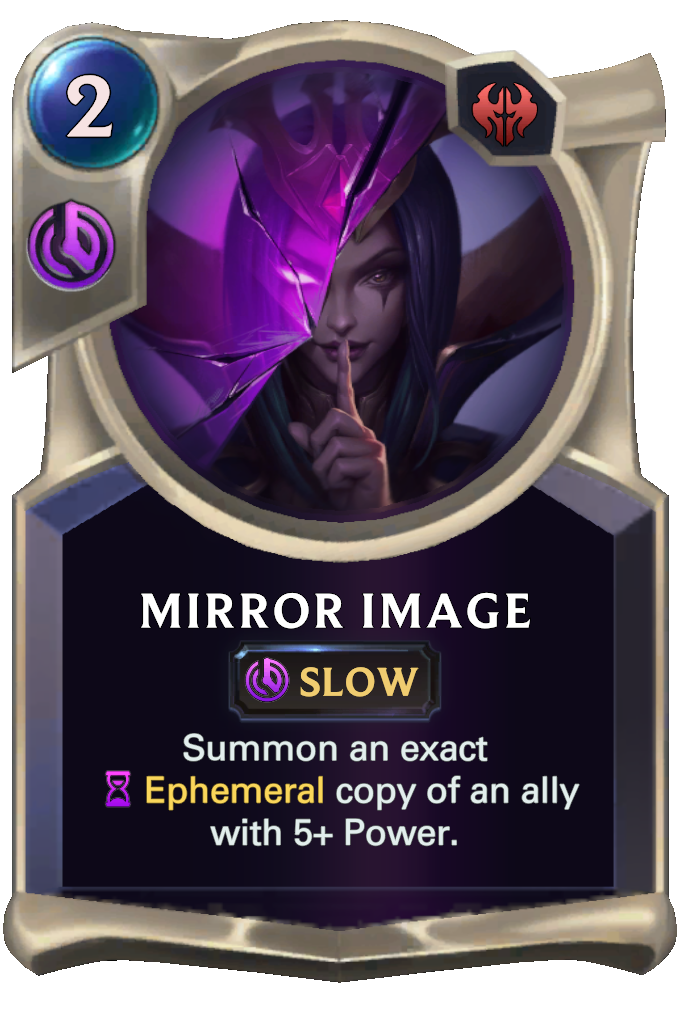 2
MIRROR IMAGE
SLOW
Summon an exact
Ephemeral copy of an ally
with 5+ Power.